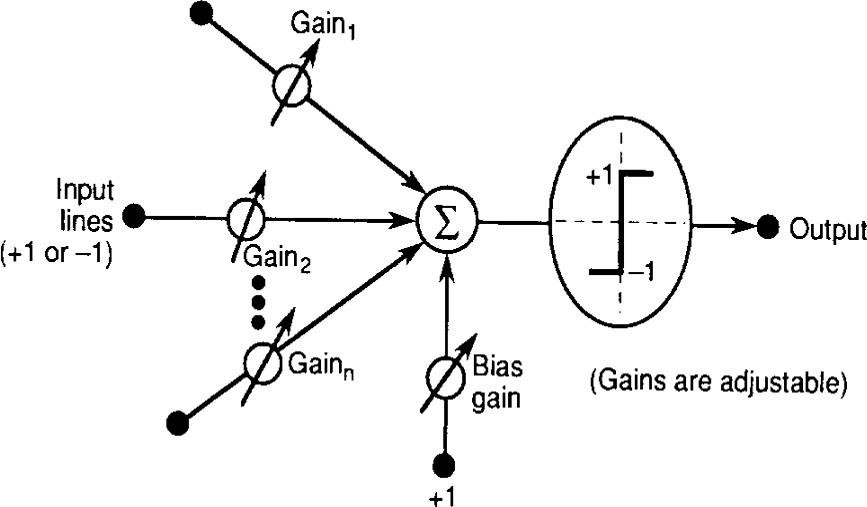 Gain1
Input
lines
(+1 or −1)
Gain2
Gainn
Σ
Bias
gain
+1
+1
−1
Output
(Gains are adjustable)